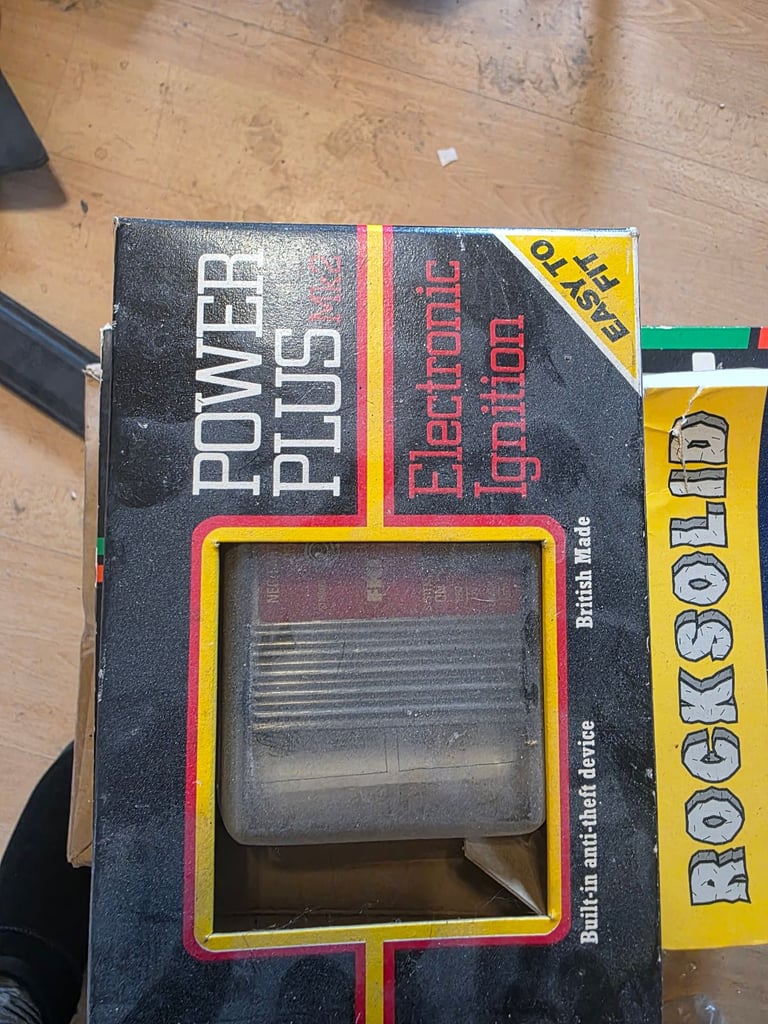 POWER
PLUS Mk2
Electronic
Ignition
EASY TO
FIT
British Made
Built-in anti-theft device
ROCKSOLID